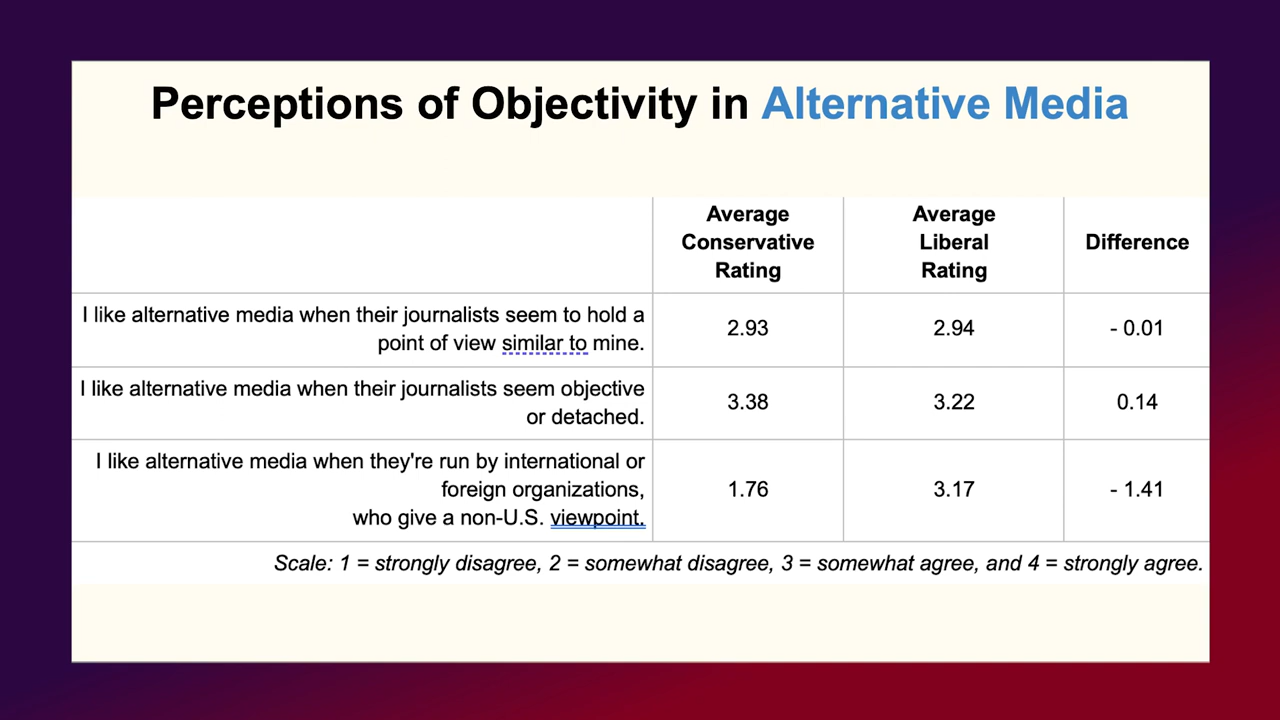 Perceptions of Objectivity in Alternative Media
Average
Conservative
Rating
Average
Liberal
Rating
Difference
I like alternative media when their journalists seem to hold a
point of view similar to mine.
2.93
2.94
- 0.01
I like alternative media when their journalists seem objective
or detached.
3.38
3.22
0.14
I like alternative media when they're run by international or
foreign organizations,
who give a non-U.S. viewpoint.
1.76
3.17
- 1.41
Scale: 1 = strongly disagree, 2 = somewhat disagree, 3 = somewhat agree, and 4 = strongly agree.